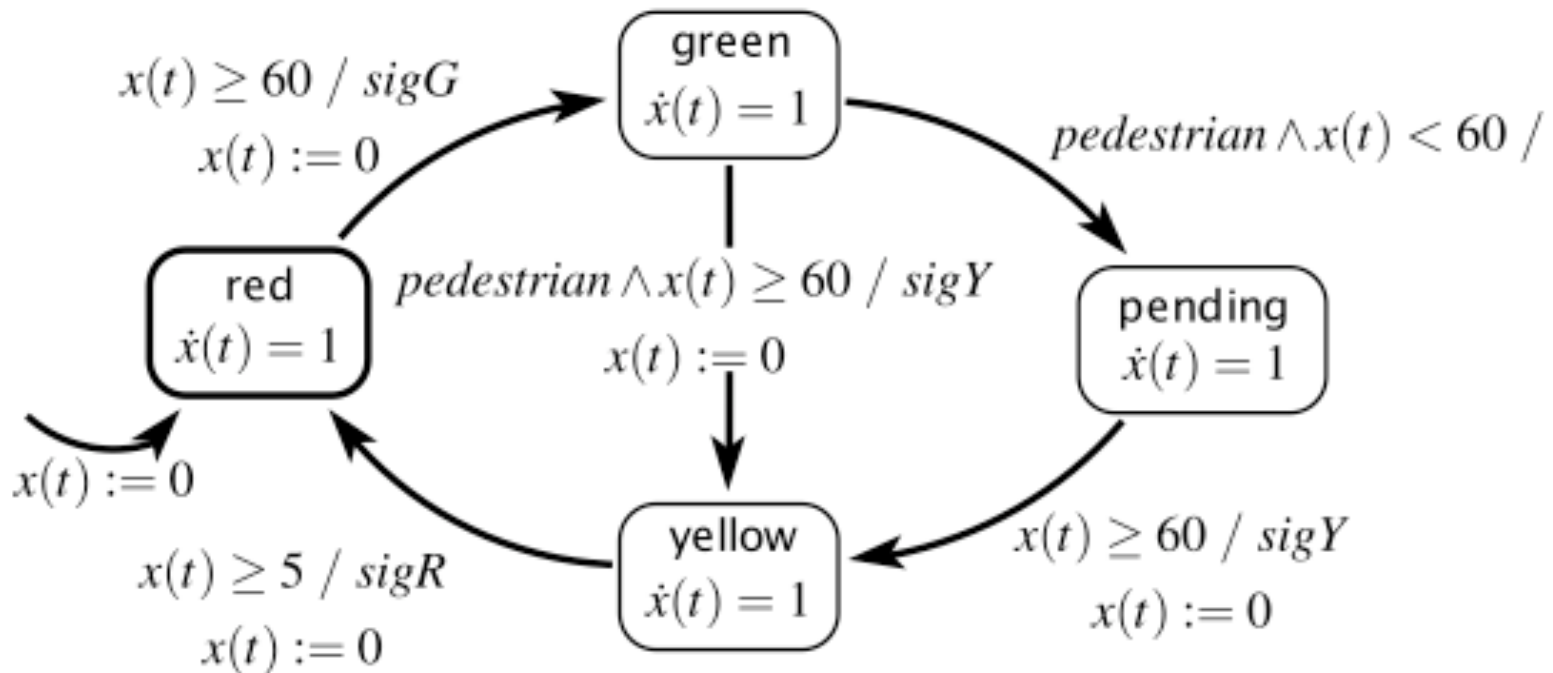 green
ẋ(t) = 1
x(t) ≥ 60 / sigG
x(t) := 0
pedestrian ∧ x(t) < 60 /
red
ẋ(t) = 1
pedestrian ∧ x(t) ≥ 60 / sigY
x(t) := 0
pending
ẋ(t) = 1
x(t) := 0
yellow
ẋ(t) = 1
x(t) ≥ 5 / sigR
x(t) := 0
x(t) ≥ 60 / sigY
x(t) := 0